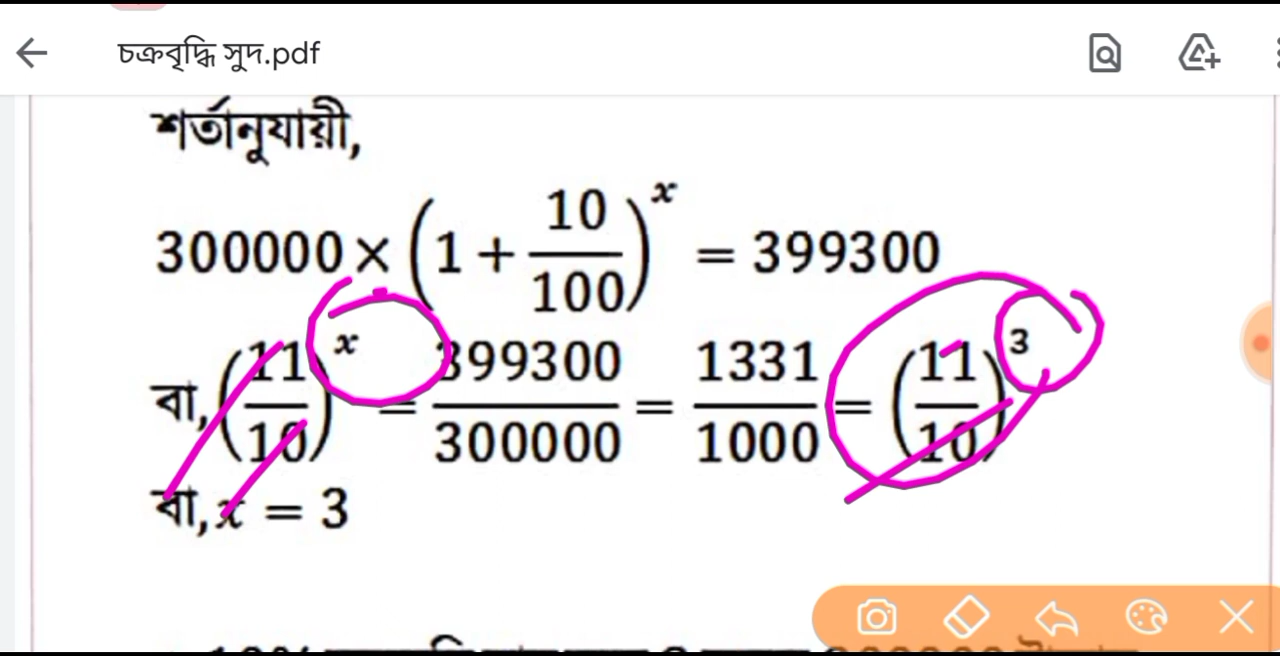 চক্রবৃদ্ধি সুদ.pdf
শর্তানুযায়ী,
300000 × (1 + 10/100)^x = 399300
বা, (11/10)^x = 399300/300000 = 1331/1000 = (11/10)^3
বা, x = 3